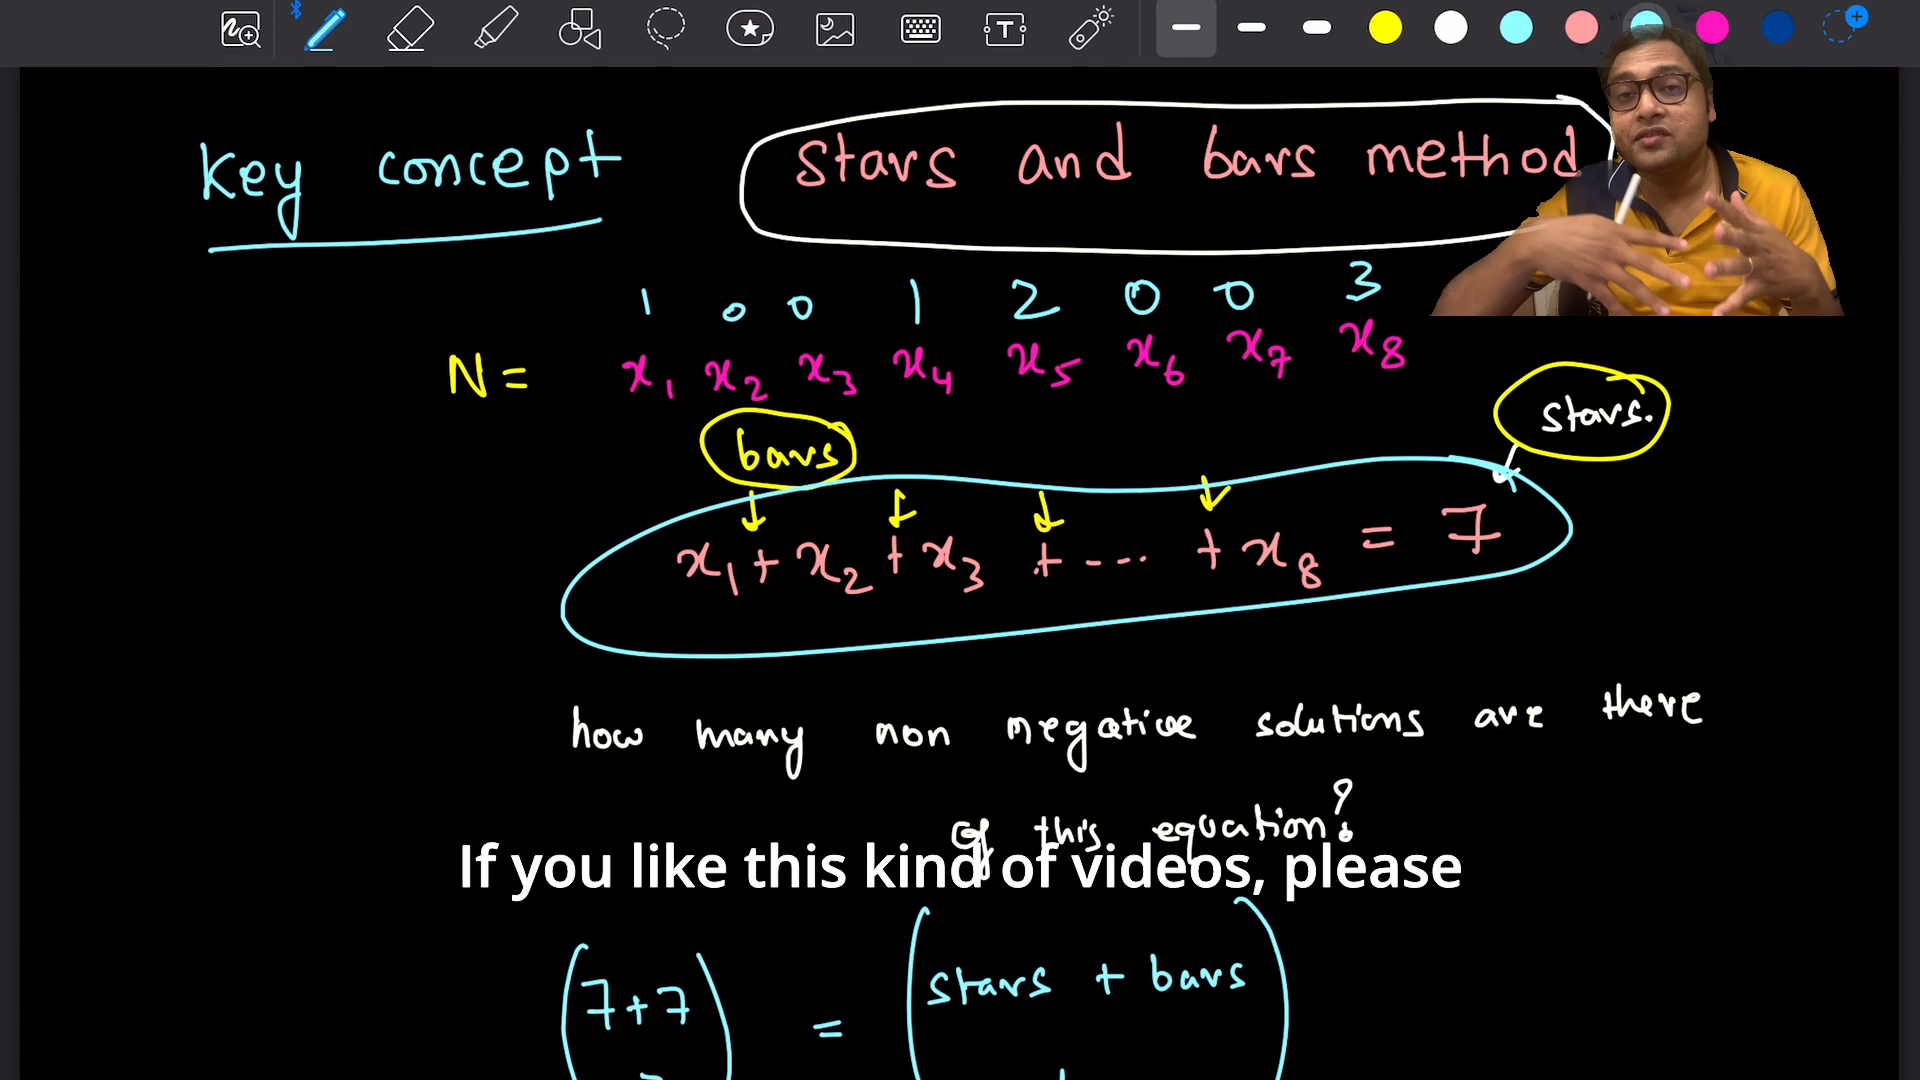 key concept stars and bars method
1 0 0 1 2 0 0 3
N = x1 x2 x3 x4 x5 x6 x7 x8
bars stars.
x1 + x2 + x3 + --- + x8 = 7
how many non negative solutions are there
of this equation?
If you like this kind of videos, please
(7+7 = (stars + bars